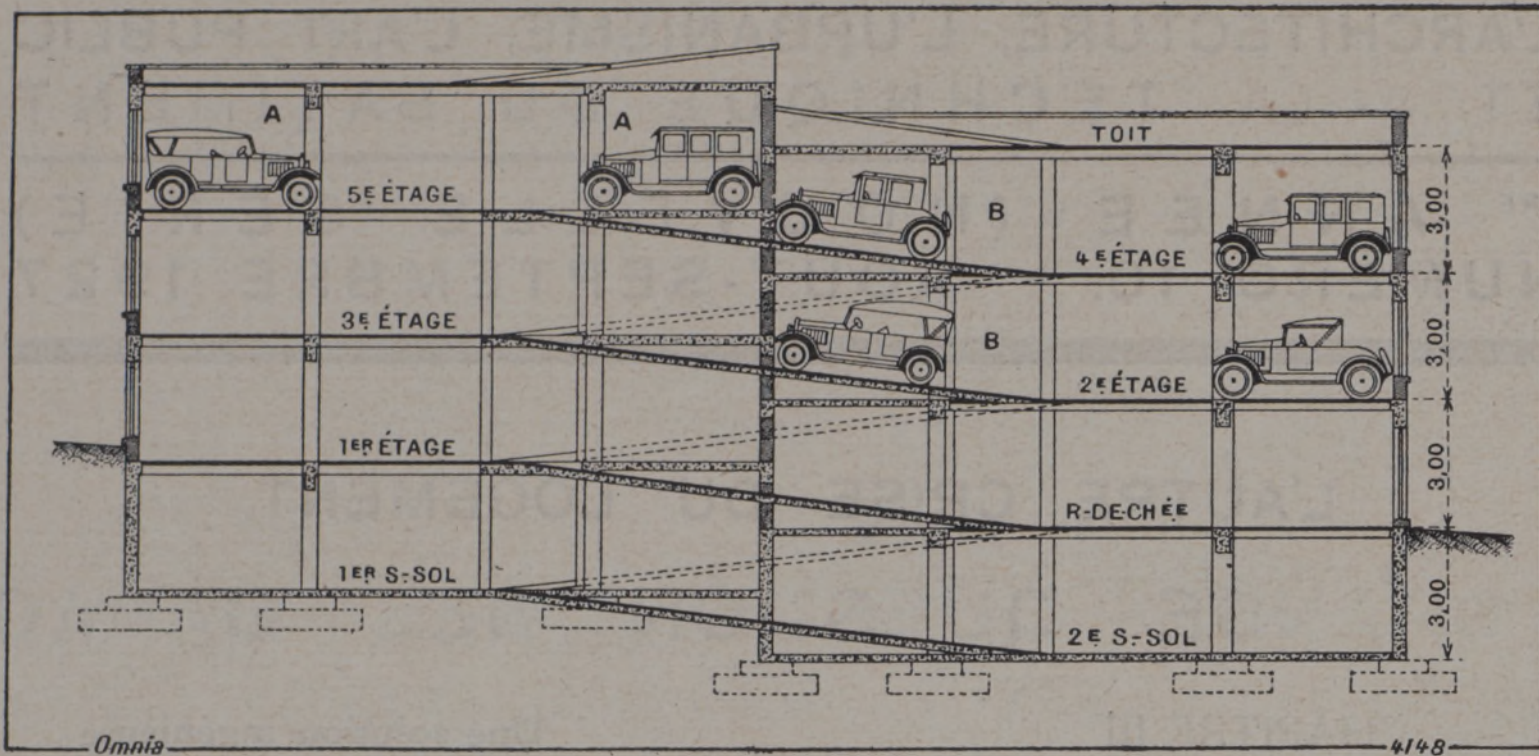 A
A
TOIT
5E ÉTAGE
B
4E ÉTAGE
3,00
3E ÉTAGE
B
2E ÉTAGE
3,00
1ER ÉTAGE
R-DE-CHÉE
3,00
1ER S.-SOL
2E S.-SOL
3,00
Omnia
4148